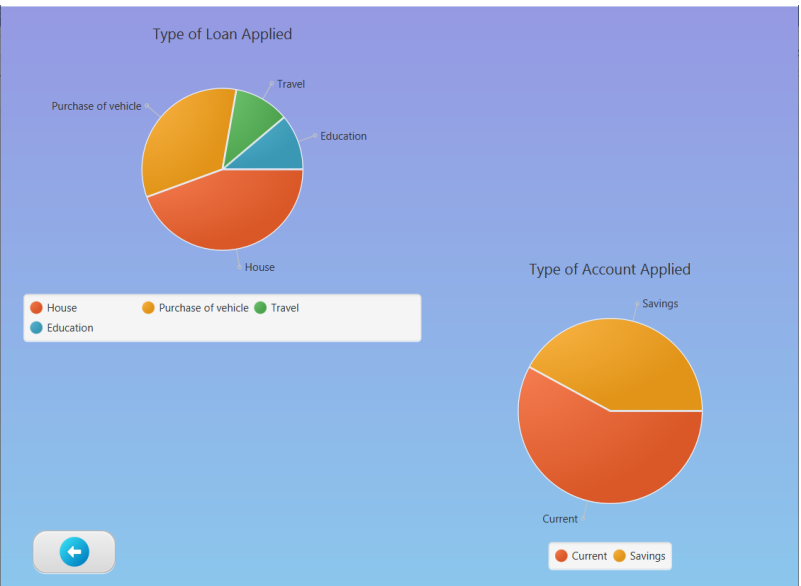 Type of Loan Applied
Travel
Purchase of vehicle
Education
House
House Purchase of vehicle Travel
Education
Type of Account Applied
Savings
Current
Current Savings